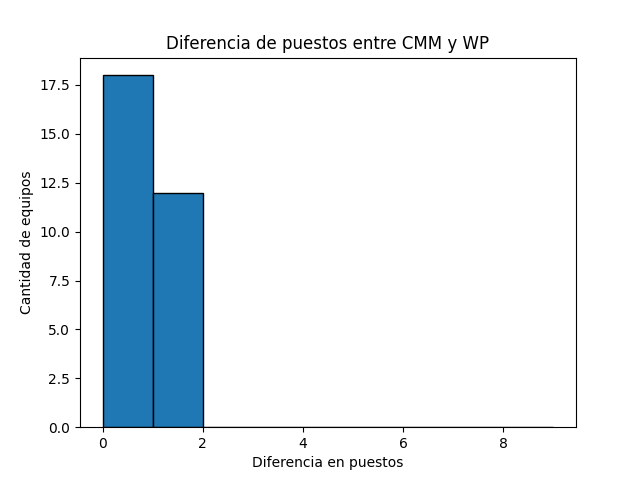 Diferencia de puestos entre CMM y WP
17.5
15.0
12.5
10.0
7.5
5.0
2.5
0.0
Cantidad de equipos
0 2 4 6 8
Diferencia en puestos